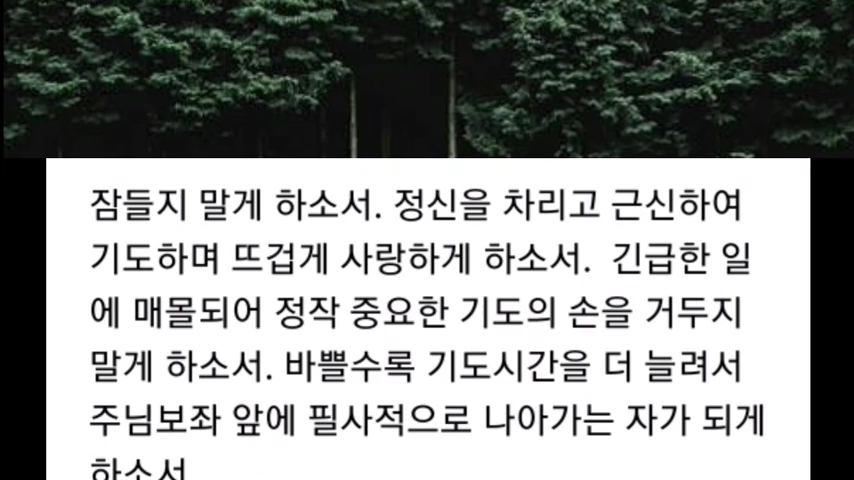 잠들지 말게 하소서. 정신을 차리고 근신하여
기도하며 뜨겁게 사랑하게 하소서.  긴급한 일
에 매몰되어 정작 중요한 기도의 손을 거두지
말게 하소서. 바쁠수록 기도시간을 더 늘려서
주님보좌 앞에 필사적으로 나아가는 자가 되게
하소서